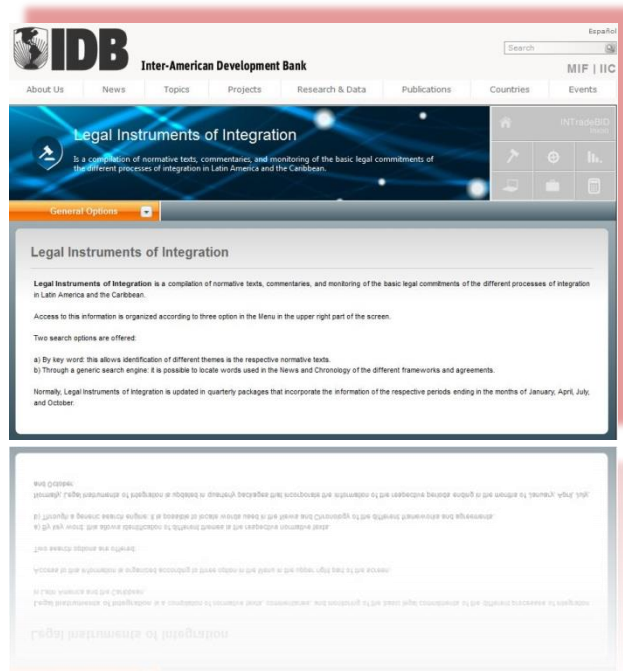 Español
IDB
Inter-American Development Bank
Search
MIF | IIC
About Us News Topics Projects Research & Data Publications Countries Events
Legal Instruments of Integration
Is a compilation of normative texts, commentaries, and monitoring of the basic legal commitments of
the different processes of integration in Latin America and the Caribbean.
INTradeBID
General Options
Legal Instruments of Integration
Legal Instruments of Integration is a compilation of normative texts, commentaries, and monitoring of the basic legal commitments of the different processes of integration
in Latin America and the Caribbean.
Access to this information is organized according to three option in the Menu in the upper right part of the screen.
Two search options are offered:
a) By key word: this allows identification of different themes is the respective normative texts.
b) Through a generic search engine: it is possible to locate words used in the News and Chronology of the different frameworks and agreements.
Normally, Legal Instruments of Integration is updated in quarterly packages that incorporate the information of the respective periods ending in the months of January, April, July,
and October.